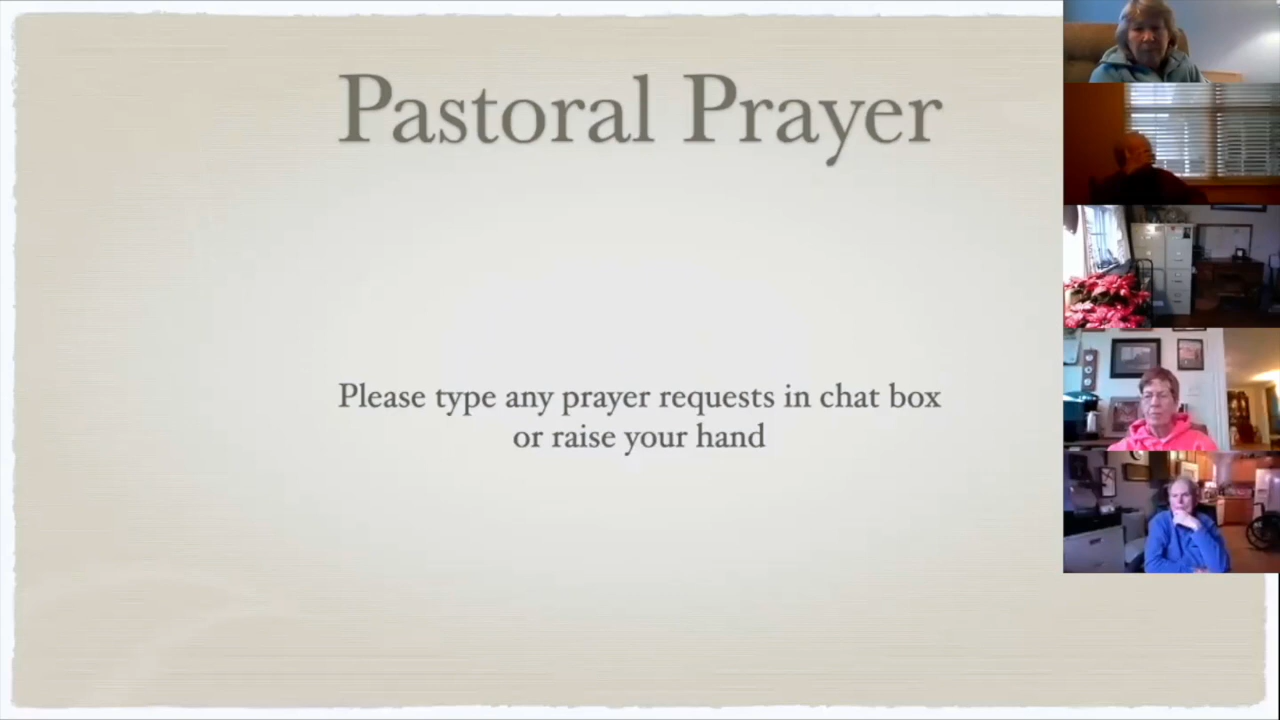 Pastoral Prayer
Please type any prayer requests in chat box
or raise your hand